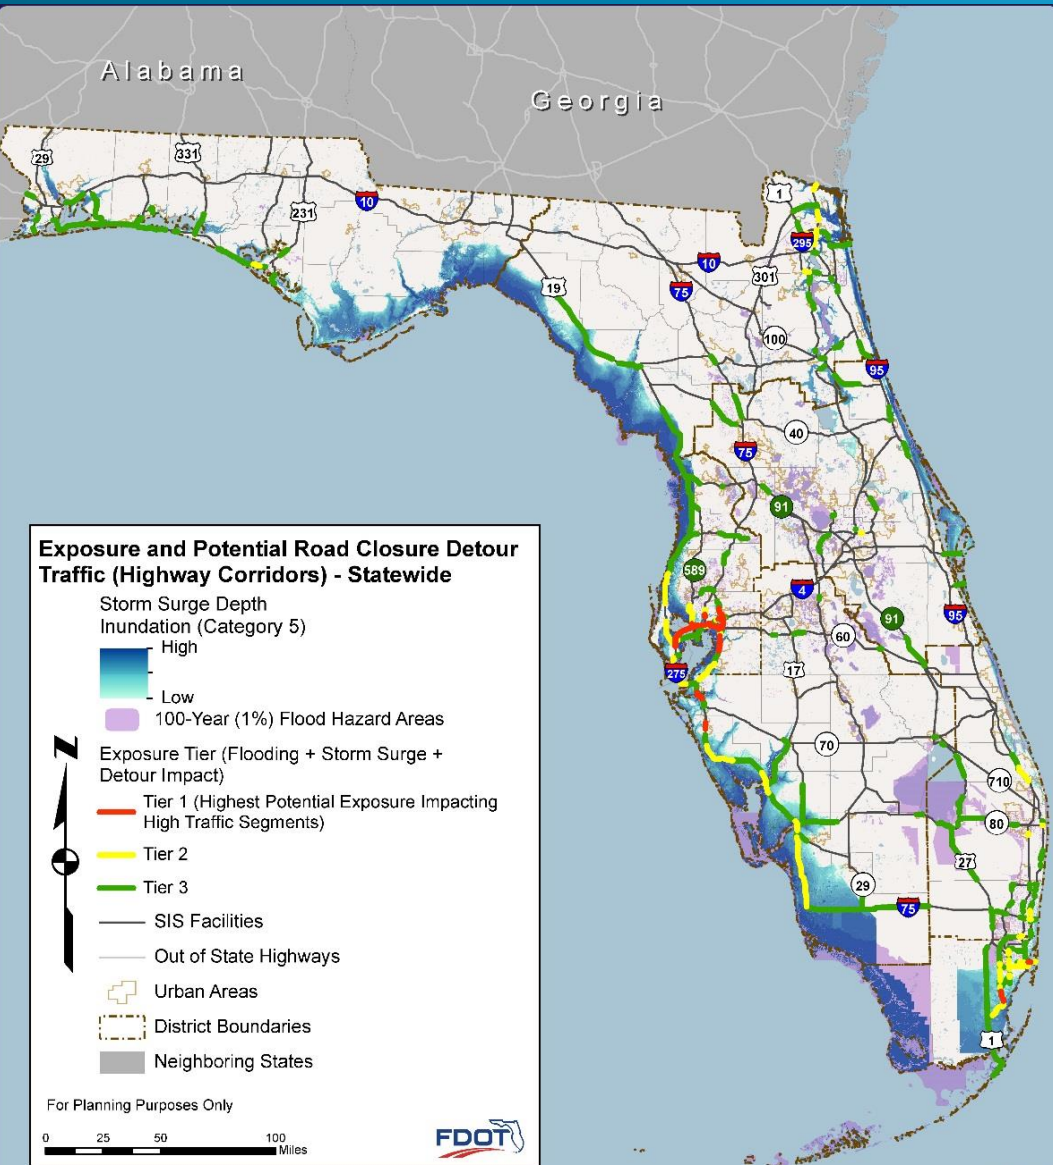 Alabama
Georgia
29
331
231
10
1
295
10
301
75
19
100
95
40
75
91
589
4
95
91
60
275
17
70
710
80
27
29
75
1
Exposure and Potential Road Closure Detour
Traffic (Highway Corridors) - Statewide
Storm Surge Depth
Inundation (Category 5)
High
Low
100-Year (1%) Flood Hazard Areas
N
Exposure Tier (Flooding + Storm Surge +
Detour Impact)
Tier 1 (Highest Potential Exposure Impacting
High Traffic Segments)
Tier 2
Tier 3
SIS Facilities
Out of State Highways
Urban Areas
District Boundaries
Neighboring States
For Planning Purposes Only
0 25 50 100
Miles
FDOT